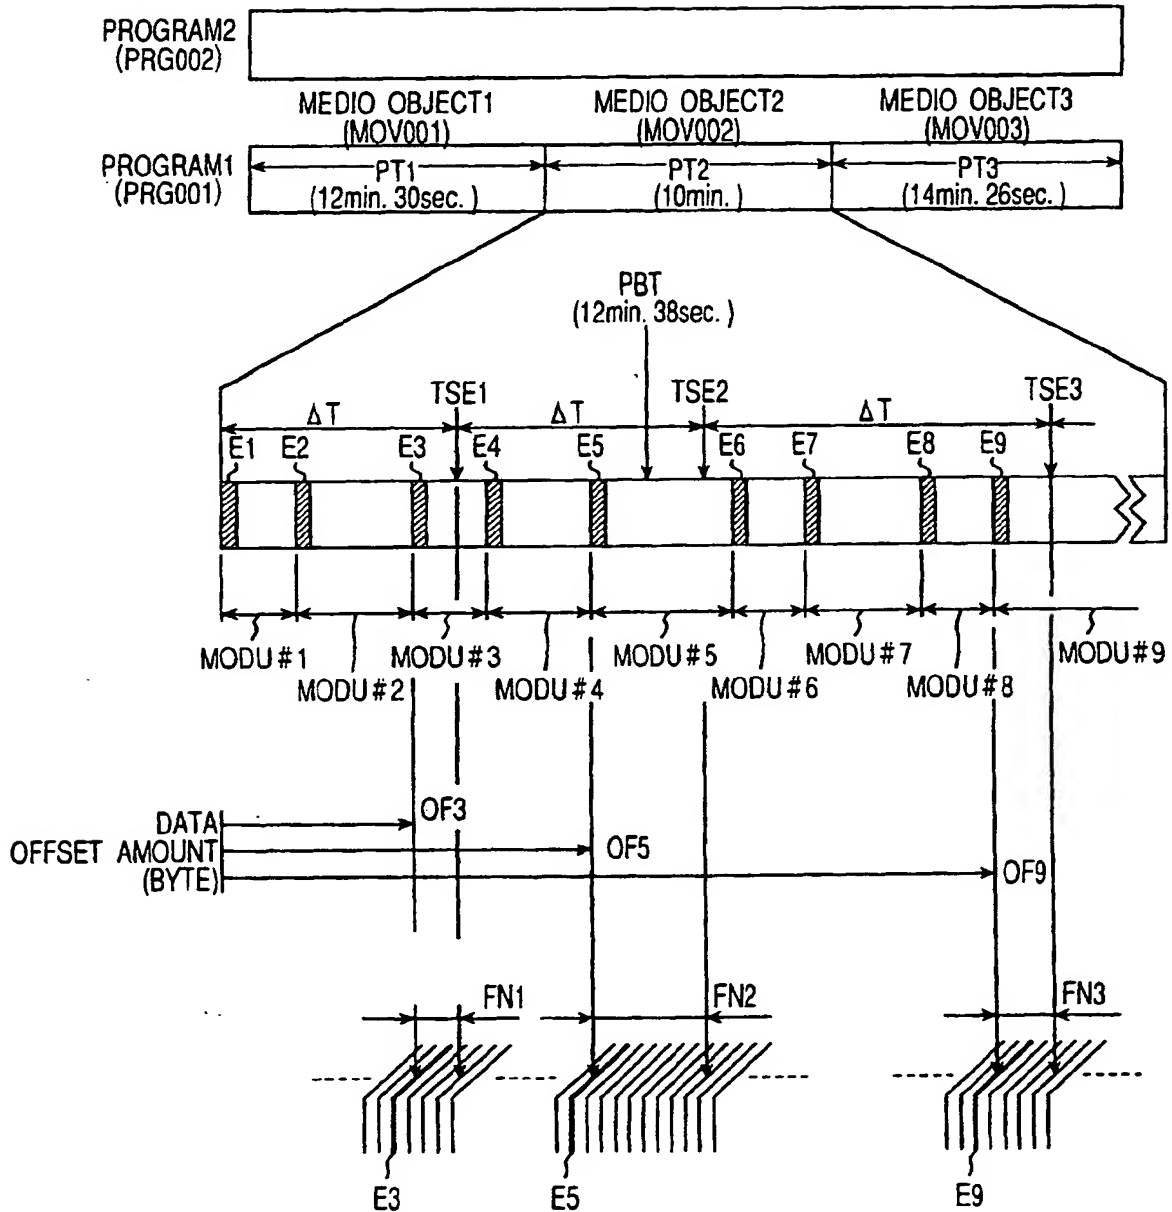 PROGRAM2
(PRG002)
MEDIO OBJECT1
(MOV001)
MEDIO OBJECT2
(MOV002)
MEDIO OBJECT3
(MOV003)
PROGRAM1
(PRG001)
PT1
(12min. 30sec.)
PT2
(10min.)
PT3
(14min. 26sec.)
PBT
(12min. 38sec.)
TSE1
TSE2
TSE3
ΔT
ΔT
ΔT
E1
E2
E3
E4
E5
E6
E7
E8
E9
MODU#1
MODU#2
MODU#3
MODU#4
MODU#5
MODU#6
MODU#7
MODU#8
MODU#9
DATA
OFFSET AMOUNT
(BYTE)
OF3
OF5
OF9
FN1
FN2
FN3
E3
E5
E9